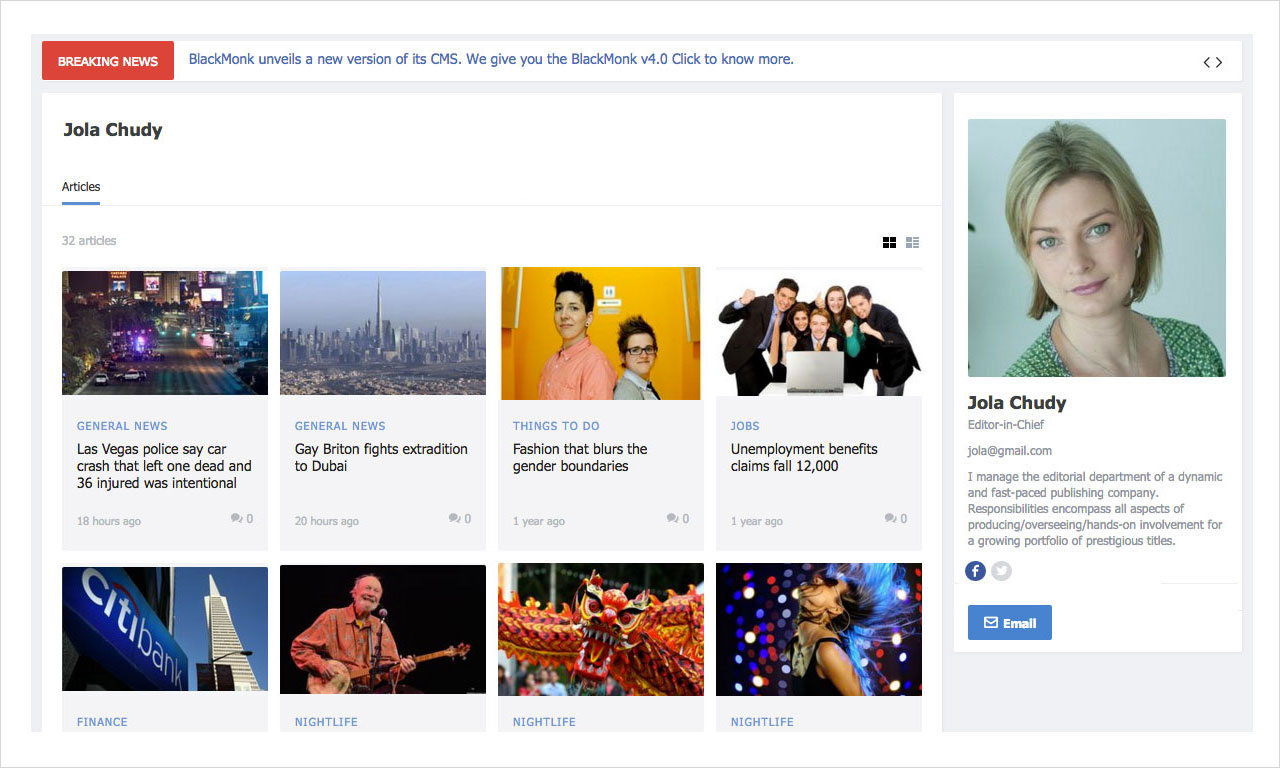 BREAKING NEWS
BlackMonk unveils a new version of its CMS. We give you the BlackMonk v4.0 Click to know more.
Jola Chudy
Articles
32 articles
GENERAL NEWS
Las Vegas police say car
crash that left one dead and
36 injured was intentional
18 hours ago
0
GENERAL NEWS
Gay Briton fights extradition
to Dubai
20 hours ago
0
THINGS TO DO
Fashion that blurs the
gender boundaries
1 year ago
0
JOBS
Unemployment benefits
claims fall 12,000
1 year ago
0
citibank
FINANCE
NIGHTLIFE
NIGHTLIFE
NIGHTLIFE
Jola Chudy
Editor-in-Chief
jola@gmail.com
I manage the editorial department of a dynamic
and fast-paced publishing company.
Responsibilities encompass all aspects of
producing/overseeing/hands-on involvement for
a growing portfolio of prestigious titles.
Email